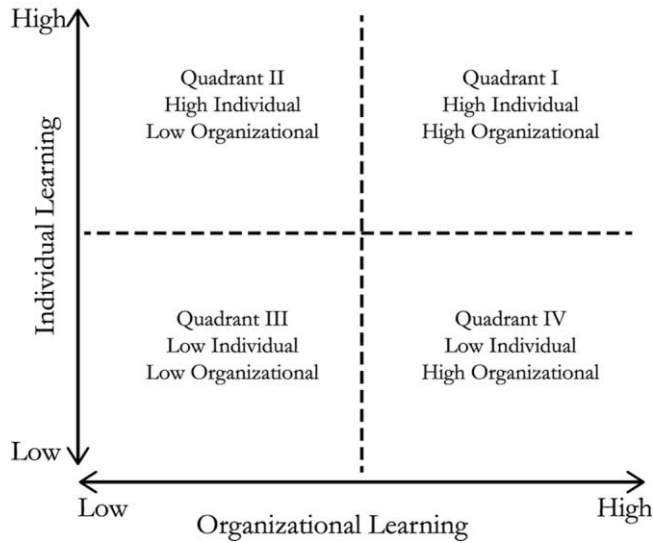 High
Quadrant II
High Individual
Low Organizational
Quadrant I
High Individual
High Organizational
Individual Learning
Quadrant III
Low Individual
Low Organizational
Quadrant IV
Low Individual
High Organizational
Low
Low
High
Organizational Learning